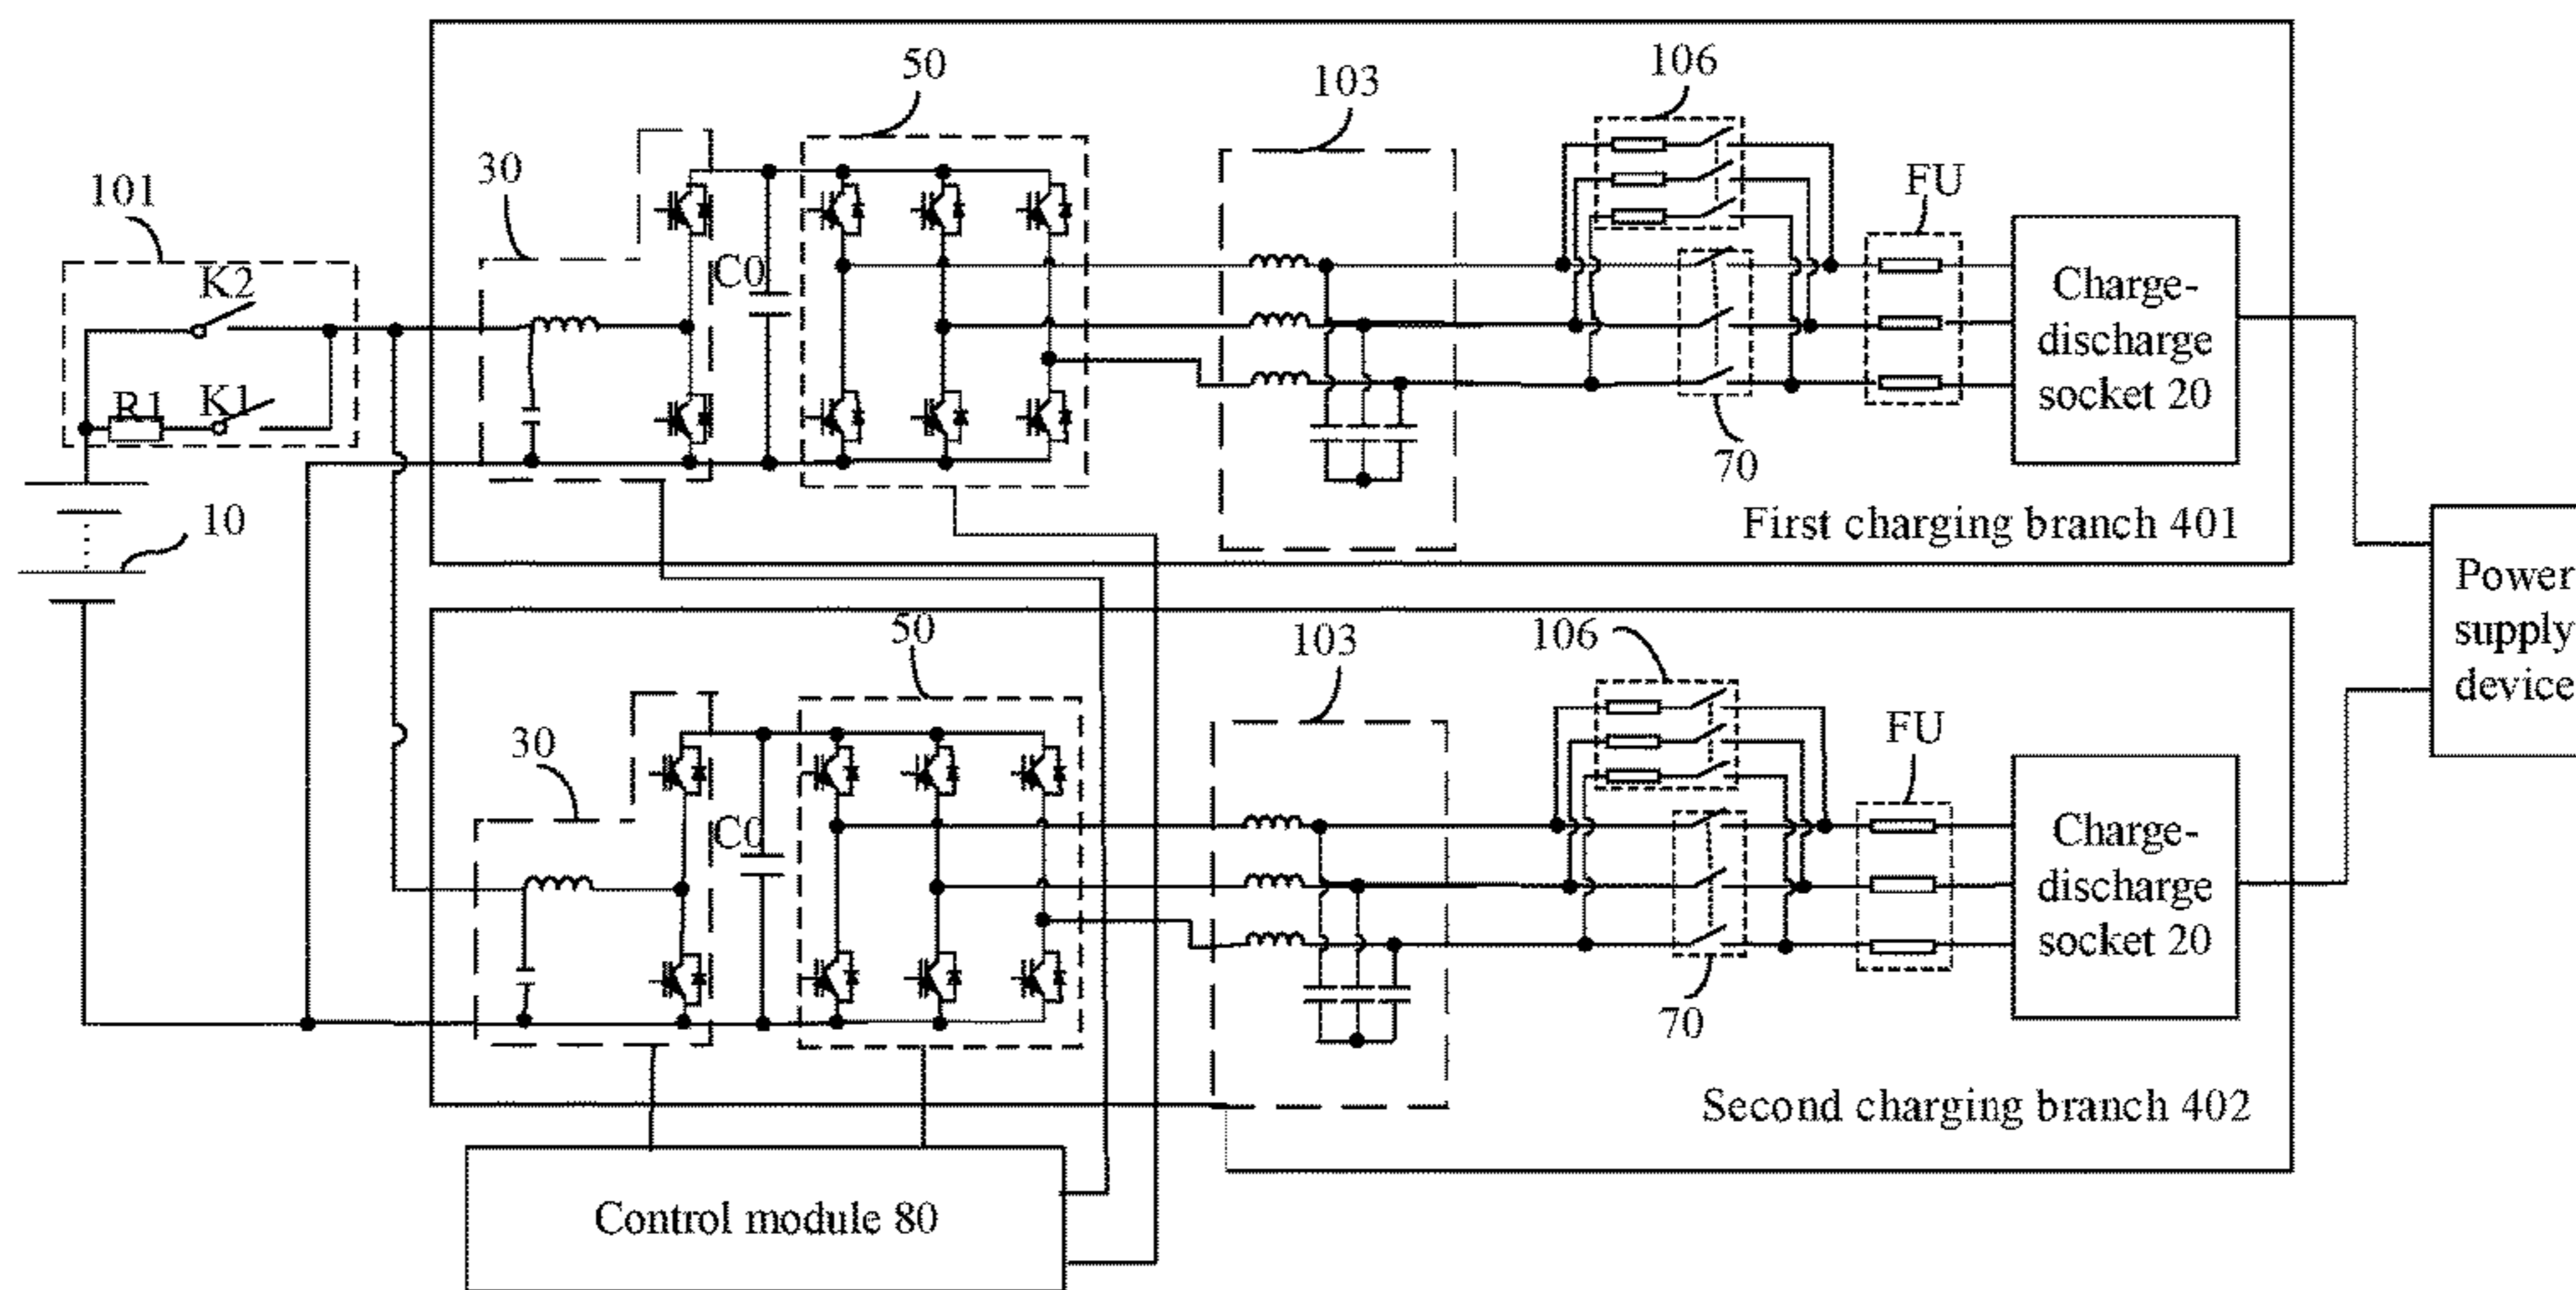 50
103
106
30
101
FU
K2
C0
Charge-
discharge
socket 20
R1
K1
70
10
First charging branch 401
Power
supply
device
50
103
106
30
FU
C0
Charge-
discharge
socket 20
70
Second charging branch 402
Control module 80